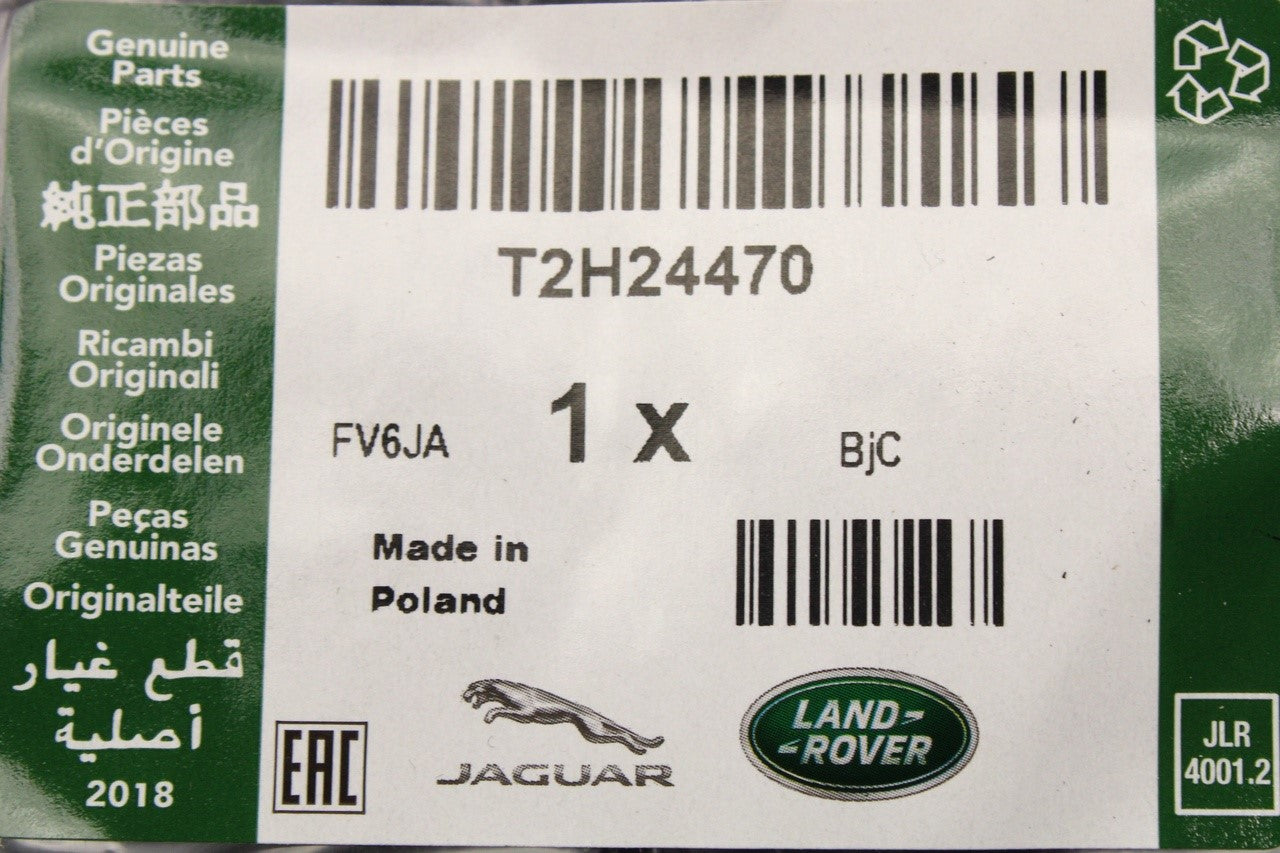 Genuine
Parts
Pièces
d'Origine
純正部品
Piezas
Originales
Ricambi
Originali
Originele
Onderdelen
Peças
Genuinas
Originalteile
قطع غيار
أصلية
2018
T2H24470
FV6JA
1 x
BjC
Made in
Poland
EAC
JAGUAR
LAND-
-ROVER
JLR
4001.2